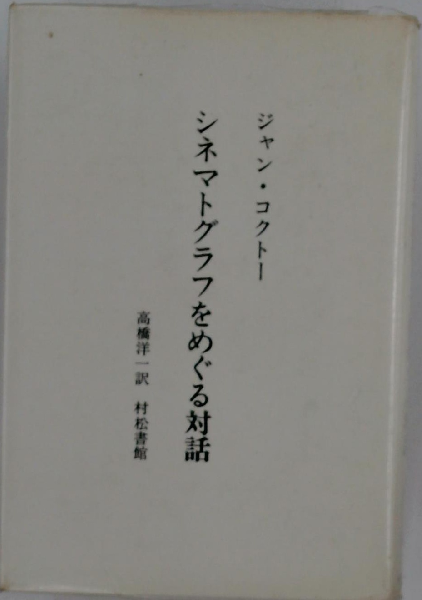 ジャン・コクトー
シネマトグラフをめぐる対話
高橋洋一訳 村松書館